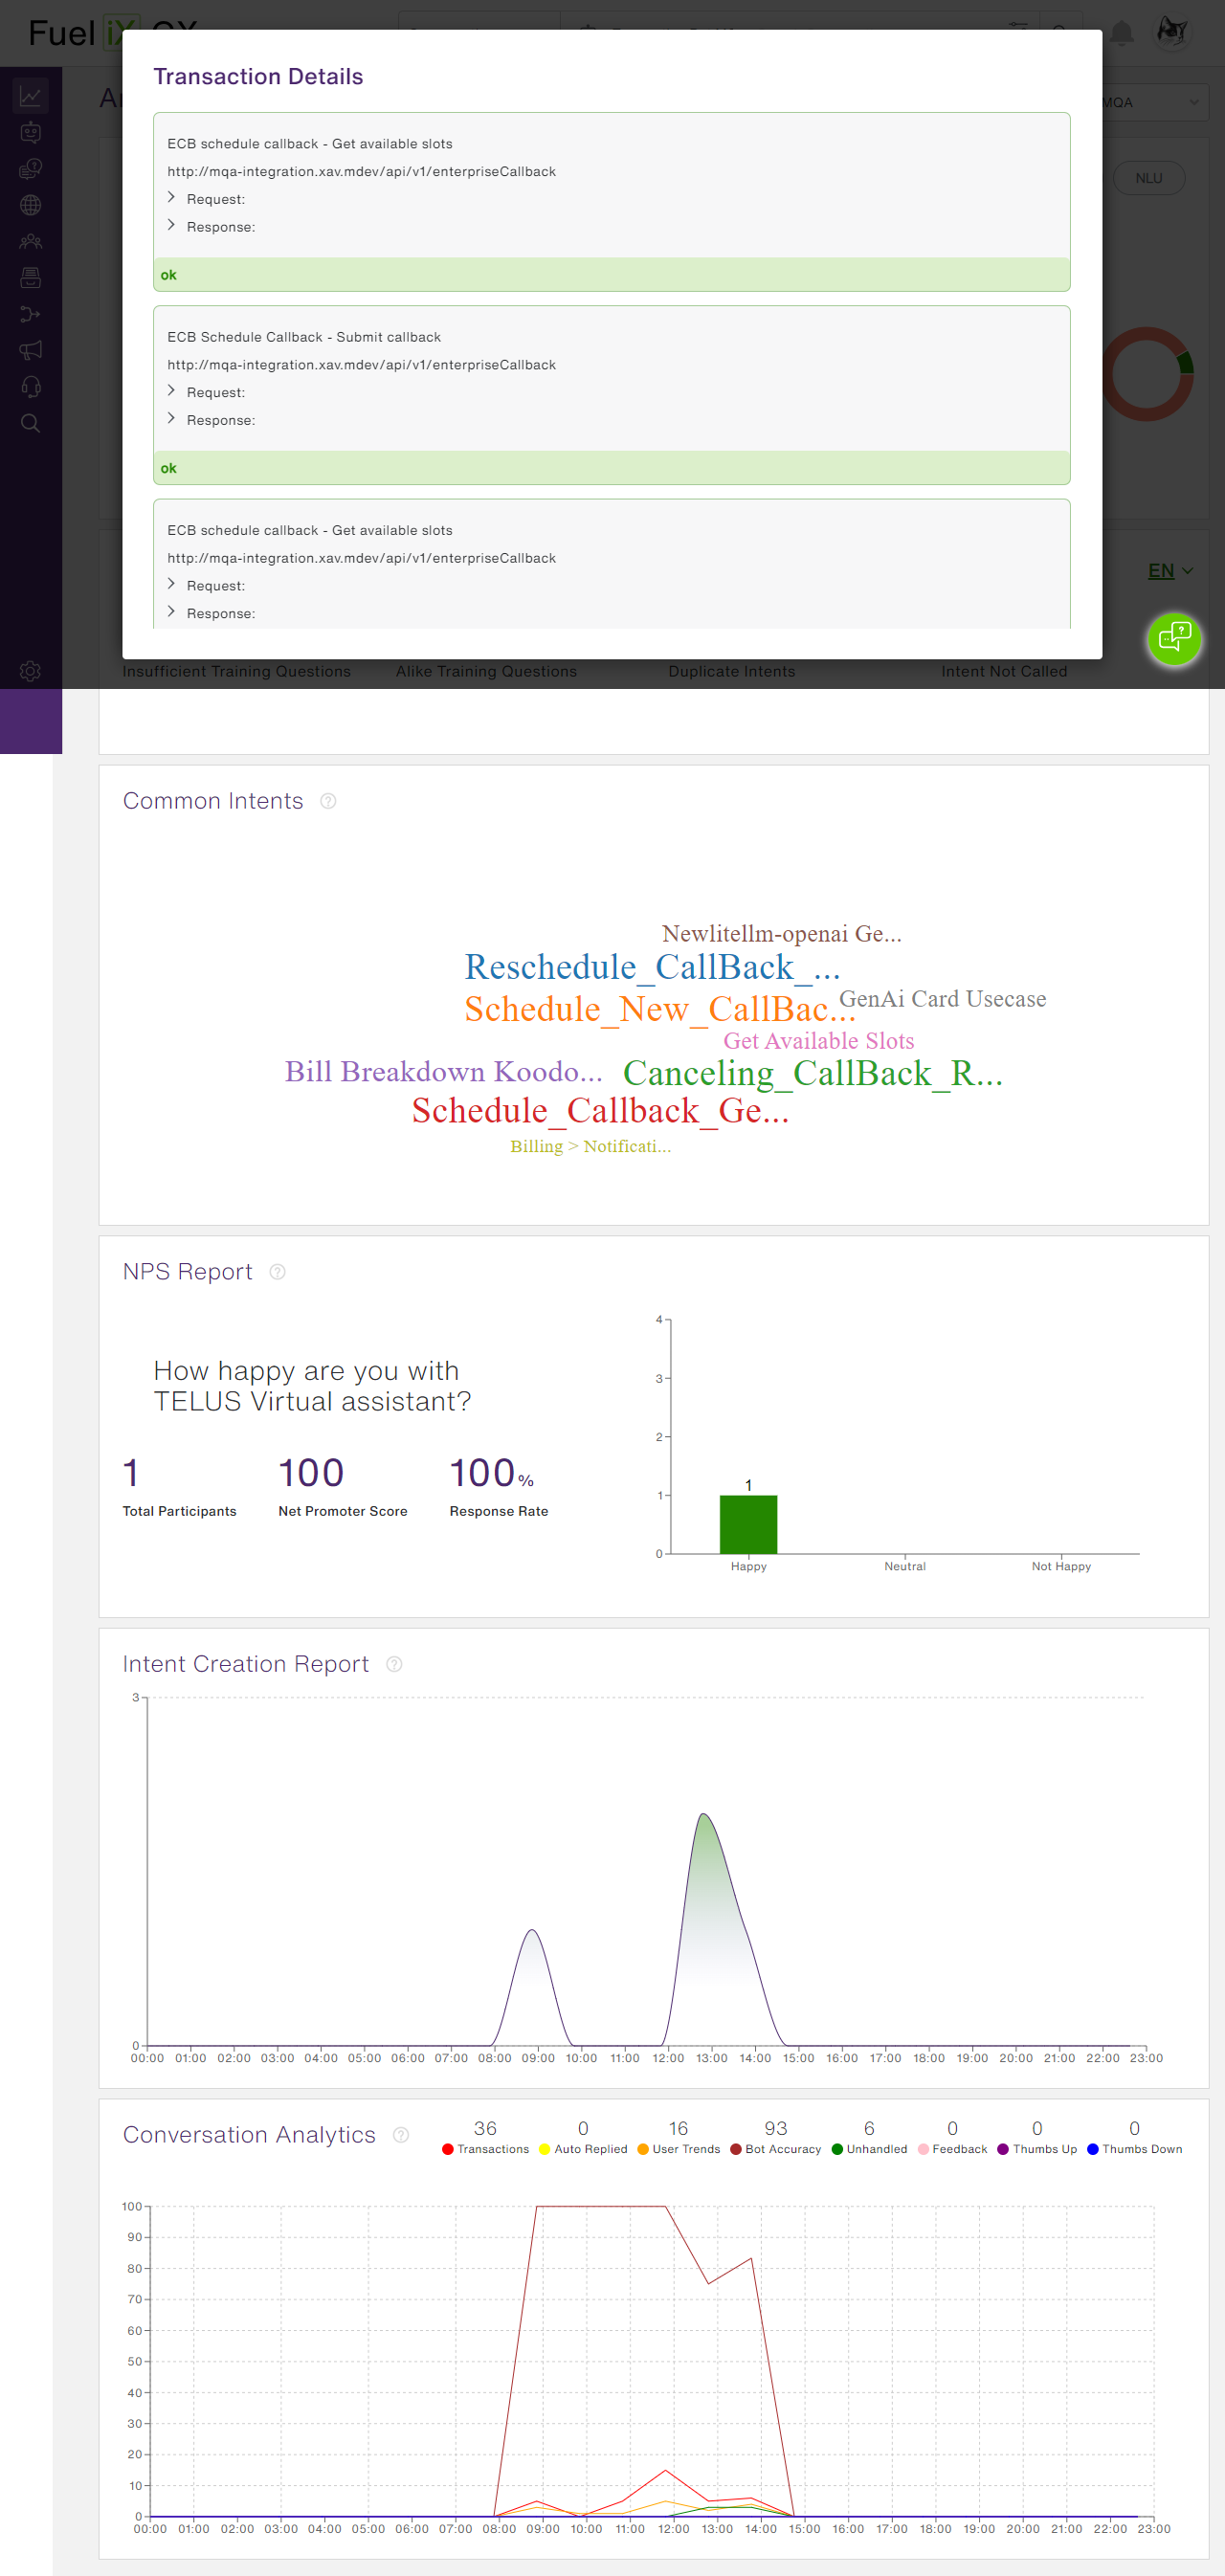 Fuel iX
Transaction Details
MQA
ECB schedule callback - Get available slots
http://mqa-integration.xav.mdev/api/v1/enterpriseCallback
Request:
Response:
ok
NLU
ECB Schedule Callback - Submit callback
http://mqa-integration.xav.mdev/api/v1/enterpriseCallback
Request:
Response:
ok
ECB schedule callback - Get available slots
http://mqa-integration.xav.mdev/api/v1/enterpriseCallback
Request:
Response:
EN
Insufficient Training Questions Alike Training Questions Duplicate Intents Intent Not Called
Common Intents
Newlitellm-openai Ge...
Reschedule_CallBack_...
GenAi Card Usecase
Schedule_New_CallBac...
Get Available Slots
Bill Breakdown Koodo... Canceling_CallBack_R...
Schedule_Callback_Ge...
Billing > Notificati...
NPS Report
How happy are you with
TELUS Virtual assistant?
1 100 100%
Total Participants Net Promoter Score Response Rate
4
3
2
1
0
1
Happy Neutral Not Happy
Intent Creation Report
3
0
00:00 01:00 02:00 03:00 04:00 05:00 06:00 07:00 08:00 09:00 10:00 11:00 12:00 13:00 14:00 15:00 16:00 17:00 18:00 19:00 20:00 21:00 22:00 23:00
Conversation Analytics
36 0 16 93 6 0 0 0
Transactions Auto Replied User Trends Bot Accuracy Unhandled Feedback Thumbs Up Thumbs Down
100
90
80
70
60
50
40
30
20
10
0
00:00 01:00 02:00 03:00 04:00 05:00 06:00 07:00 08:00 09:00 10:00 11:00 12:00 13:00 14:00 15:00 16:00 17:00 18:00 19:00 20:00 21:00 22:00 23:00